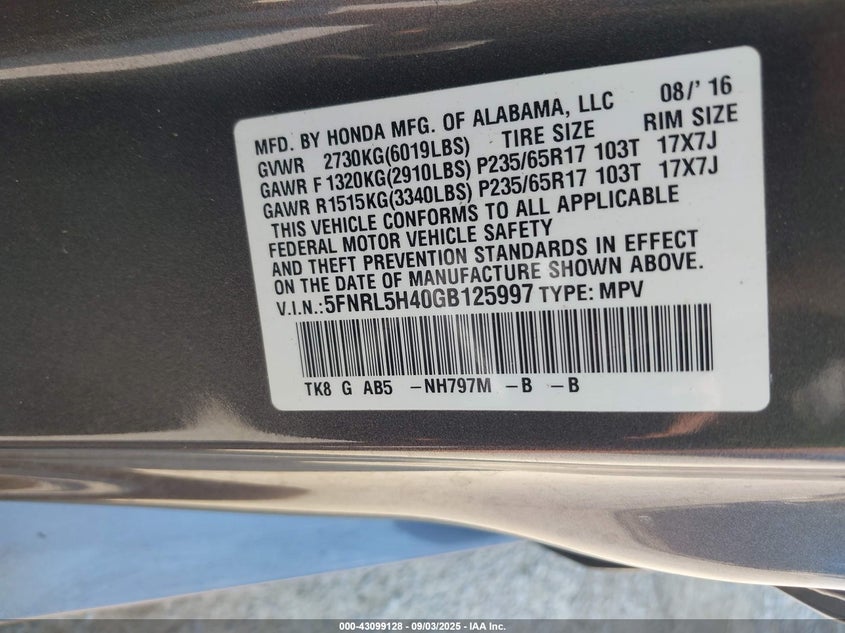 MFD. BY HONDA MFG. OF ALABAMA, LLC 08/' 16
GVWR 2730KG(6019LBS) TIRE SIZE RIM SIZE
GAWR F 1320KG(2910LBS) P235/65R17 103T 17X7J
GAWR R1515KG(3340LBS) P235/65R17 103T 17X7J
THIS VEHICLE CONFORMS TO ALL APPLICABLE
FEDERAL MOTOR VEHICLE SAFETY
AND THEFT PREVENTION STANDARDS IN EFFECT
ON THE DATE OF MANUFACTURE SHOWN ABOVE.
V.I.N.:5FNRL5H40GB125997 TYPE: MPV
TK8 G AB5 -NH797M -B -B
000-43099128 - 09/03/2025 - IAA Inc.